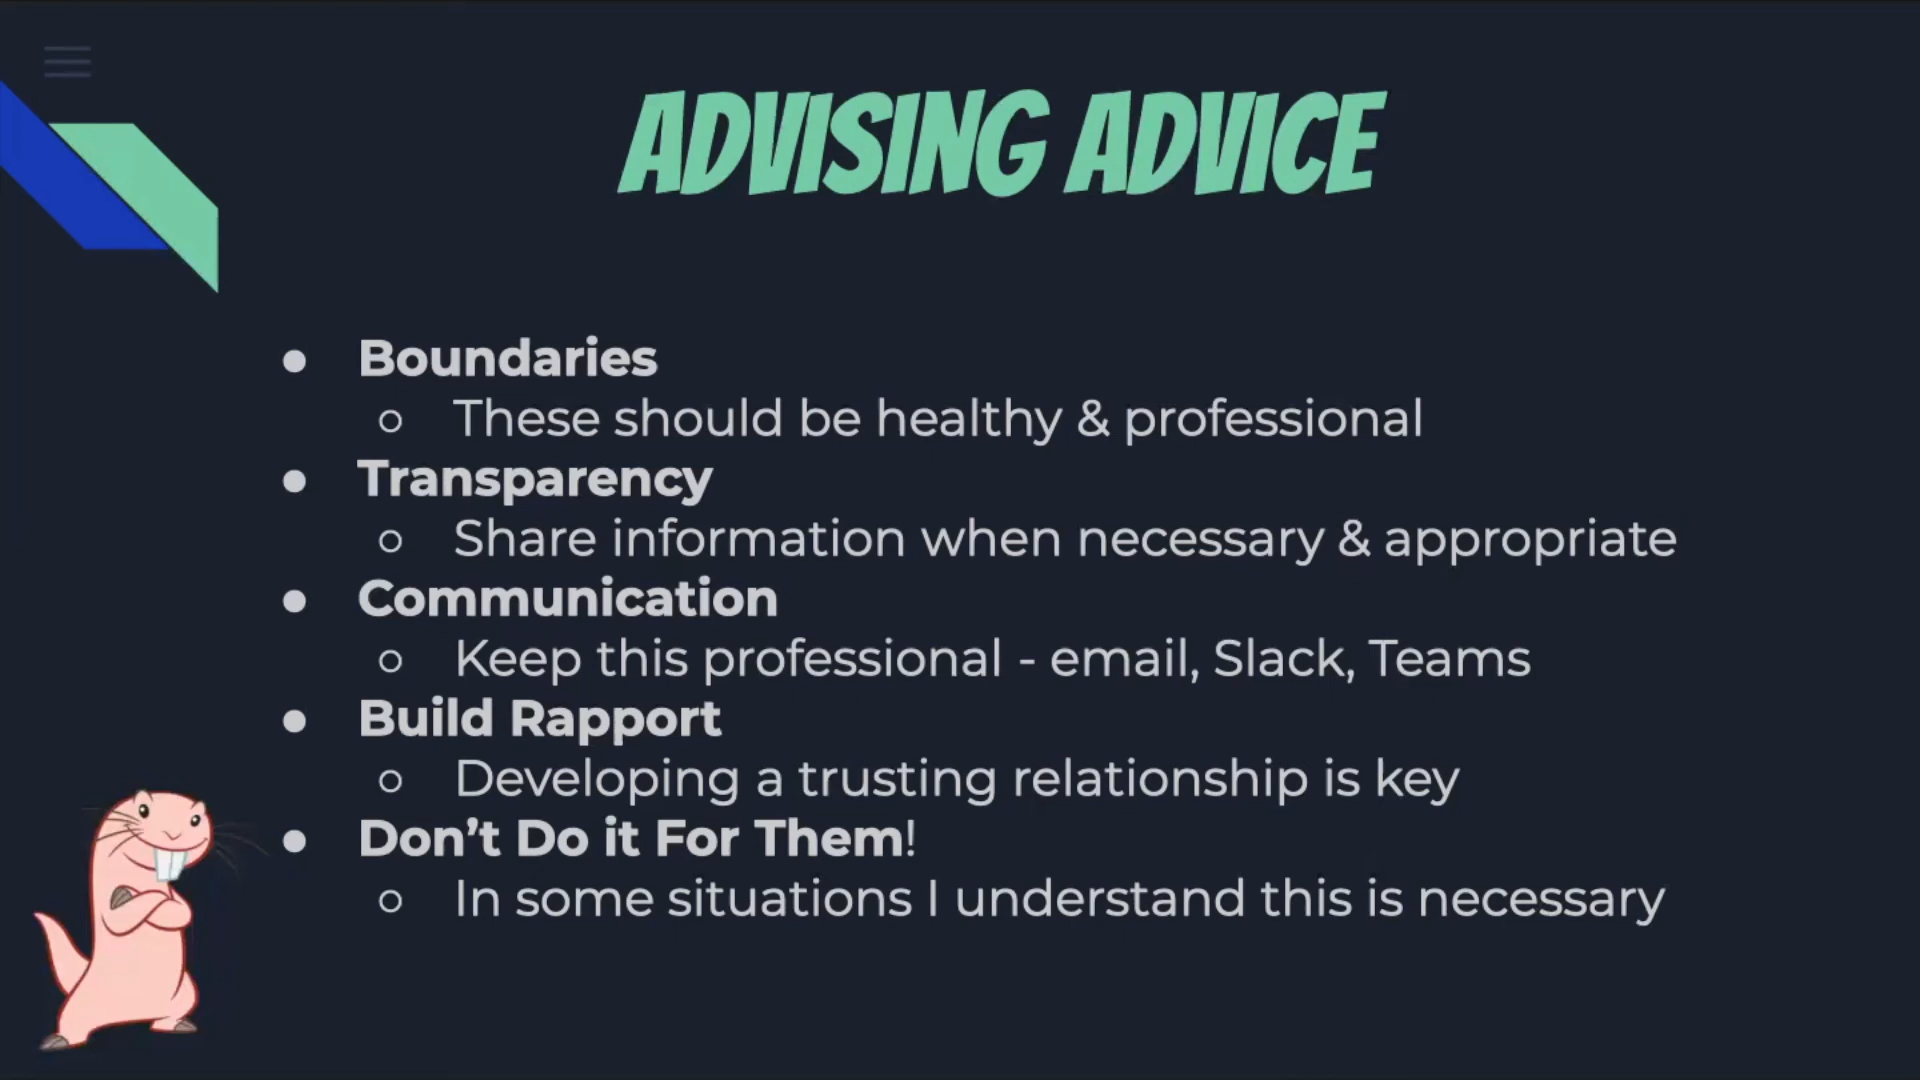 ADVISING ADVICE
● Boundaries
○ These should be healthy & professional
● Transparency
○ Share information when necessary & appropriate
● Communication
○ Keep this professional - email, Slack, Teams
● Build Rapport
○ Developing a trusting relationship is key
● Don’t Do it For Them!
○ In some situations I understand this is necessary